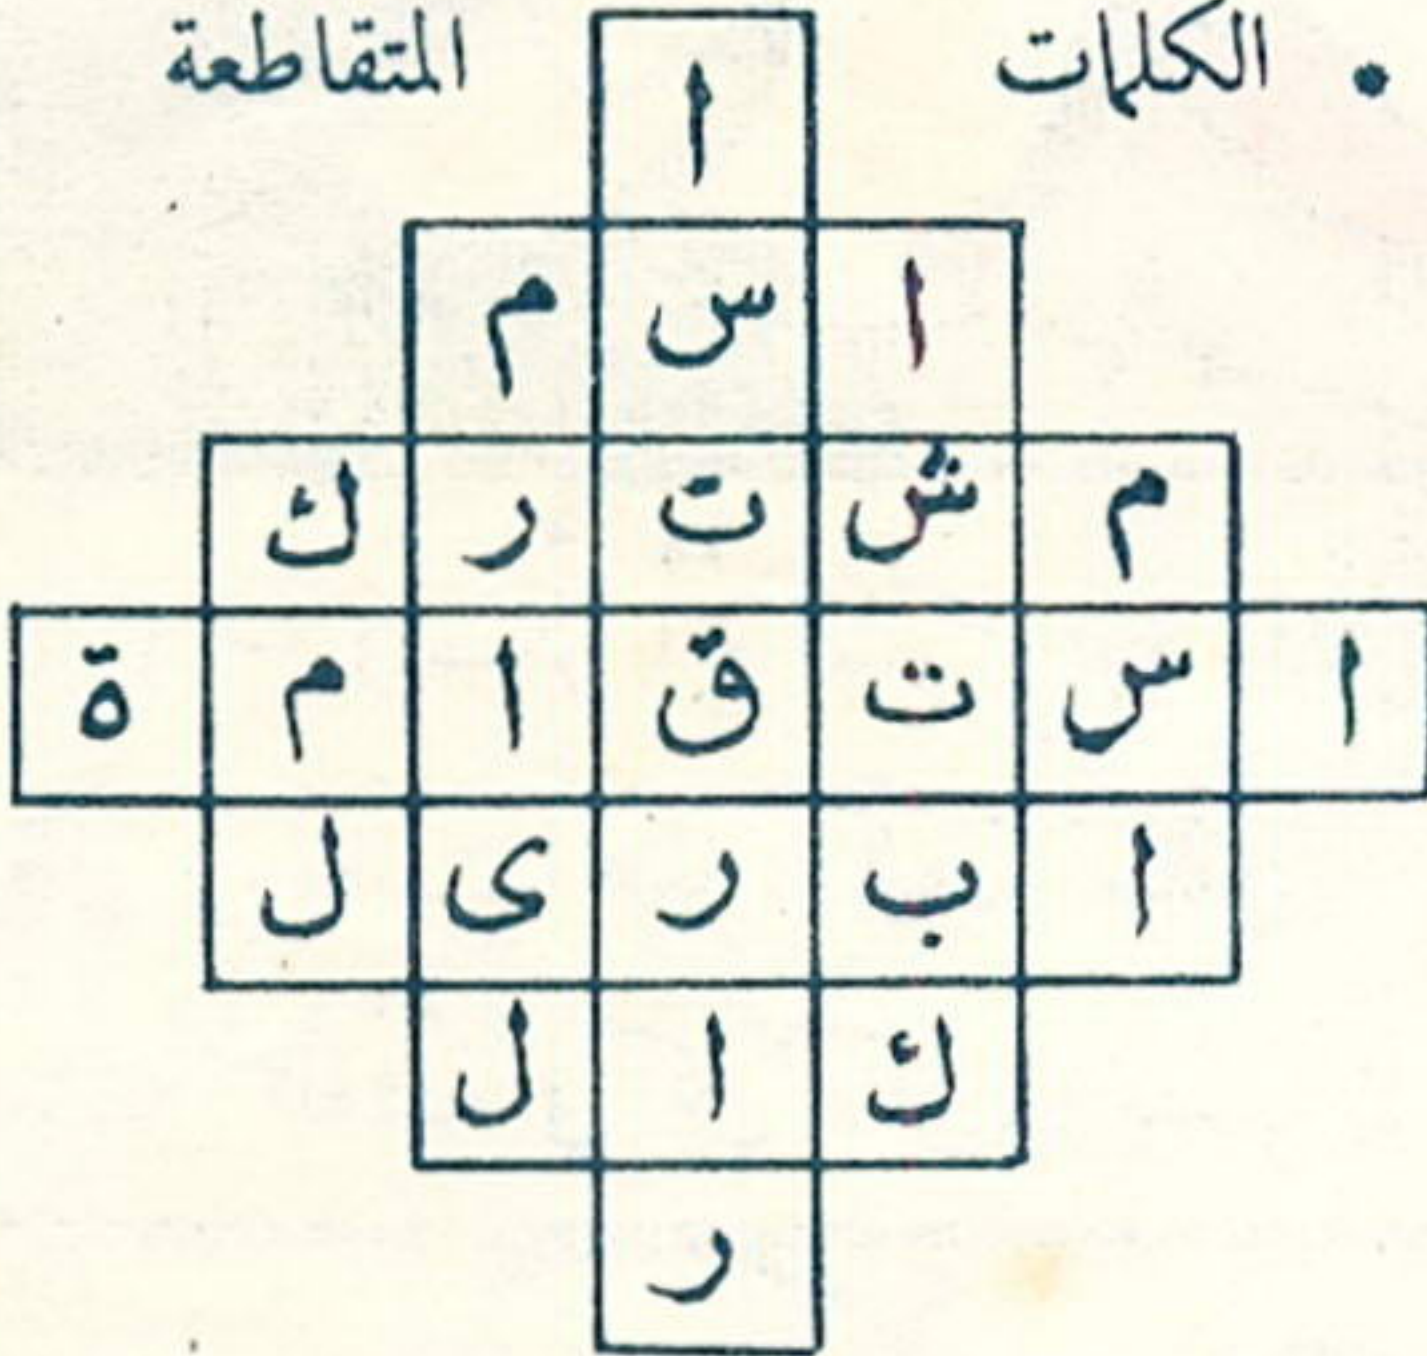 • الكلمات المتقاطعة
ا
ا س م
م ش ت ر ك
ا س ت ق ا م ة
ا ب ر ى ل
ك ا ل
ر